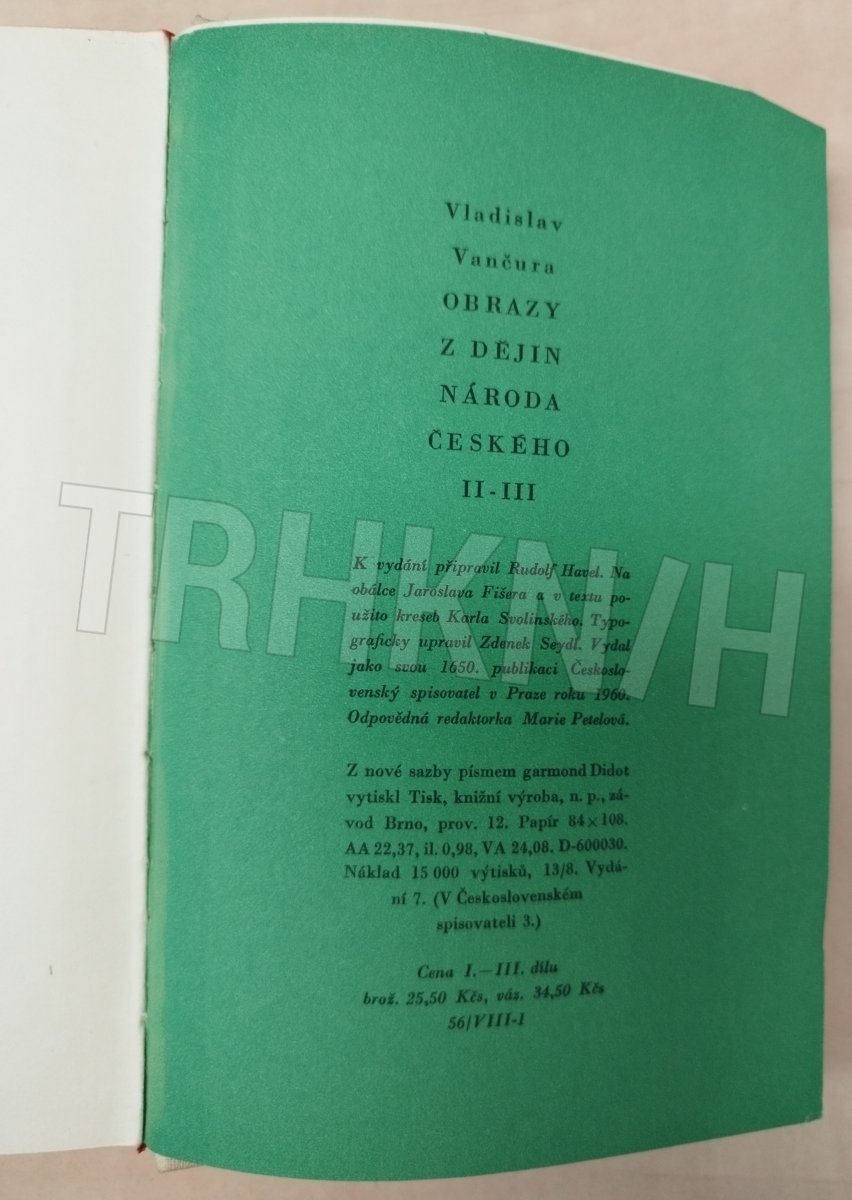 Vladislav
Vančura
OBRAZY
Z DĚJIN
NÁRODA
ČESKÉHO
II-III
K vydání připravil Rudolf Havel. Na
obálce Jaroslava Fišera a v textu po-
užito kreseb Karla Svolinského. Typo-
graficky upravil Zdenek Seydl. Vydal
jako svou 1650. publikaci Českoslo-
venský spisovatel v Praze roku 1960.
Odpovědná redaktorka Marie Petelová.
Z nové sazby písmem garmond Didot
vytiskl Tisk, knižní výroba, n. p., zá-
vod Brno, prov. 12. Papír 84×108.
AA 22,37, il. 0,98, VA 24,08. D-600030.
Náklad 15 000 výtisků, 13/8. Vydá-
ní 7. (V Československém
spisovateli 3.)
Cena I.—III. dílu
brož. 25,50 Kčs, váz. 34,50 Kčs
56/VIII-1
TRHKNIH